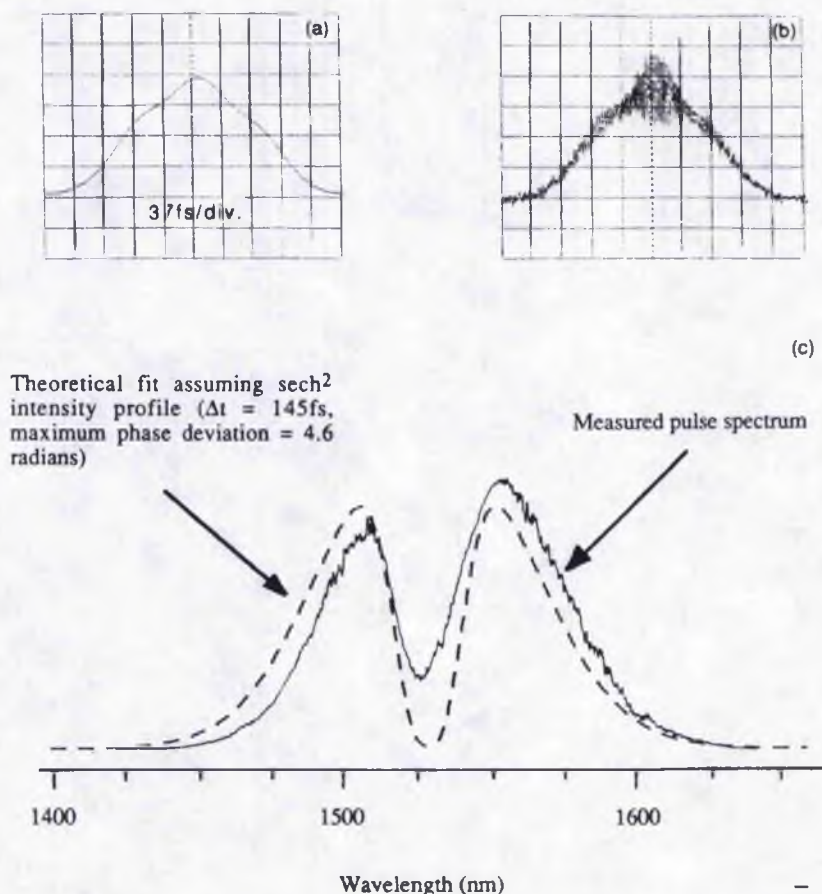 (a)
(b)
37fs/div.
(c)
Theoretical fit assuming sech²
intensity profile (Δt = 145fs,
maximum phase deviation = 4.6
radians)
Measured pulse spectrum
1400
1500
1600
Wavelength (nm)